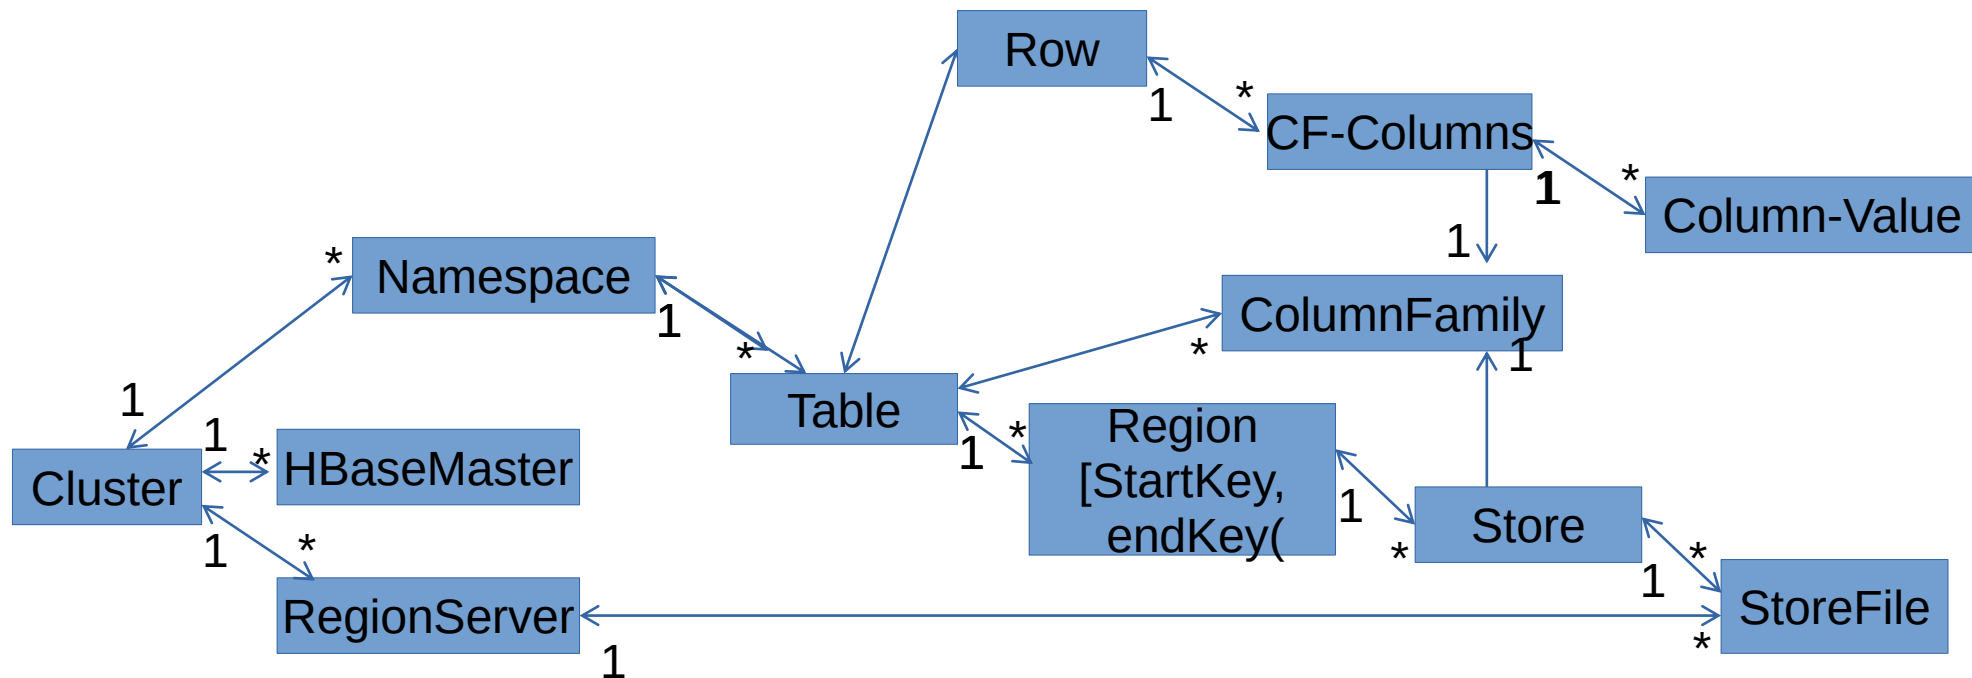 Row
1
*
CF-Columns
1
*
Column-Value
1
*
Namespace
1
*
ColumnFamily
1
*
Table
1
*
Region
[StartKey,
endKey(
1
*
Store
1
*
StoreFile
1
1
*
HBaseMaster
Cluster
1
*
RegionServer
1
*